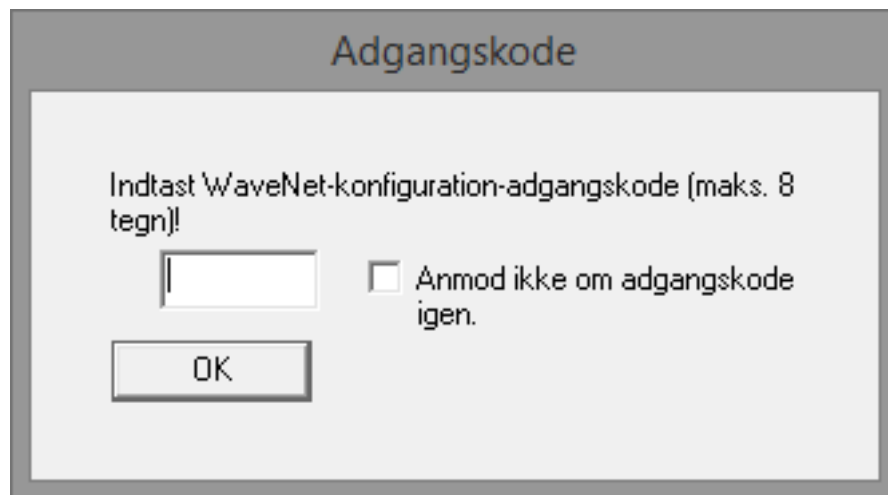 Adgangskode
Indtast WaveNet-konfiguration-adgangskode (maks. 8
tegn)!
Anmod ikke om adgangskode
igen.
OK